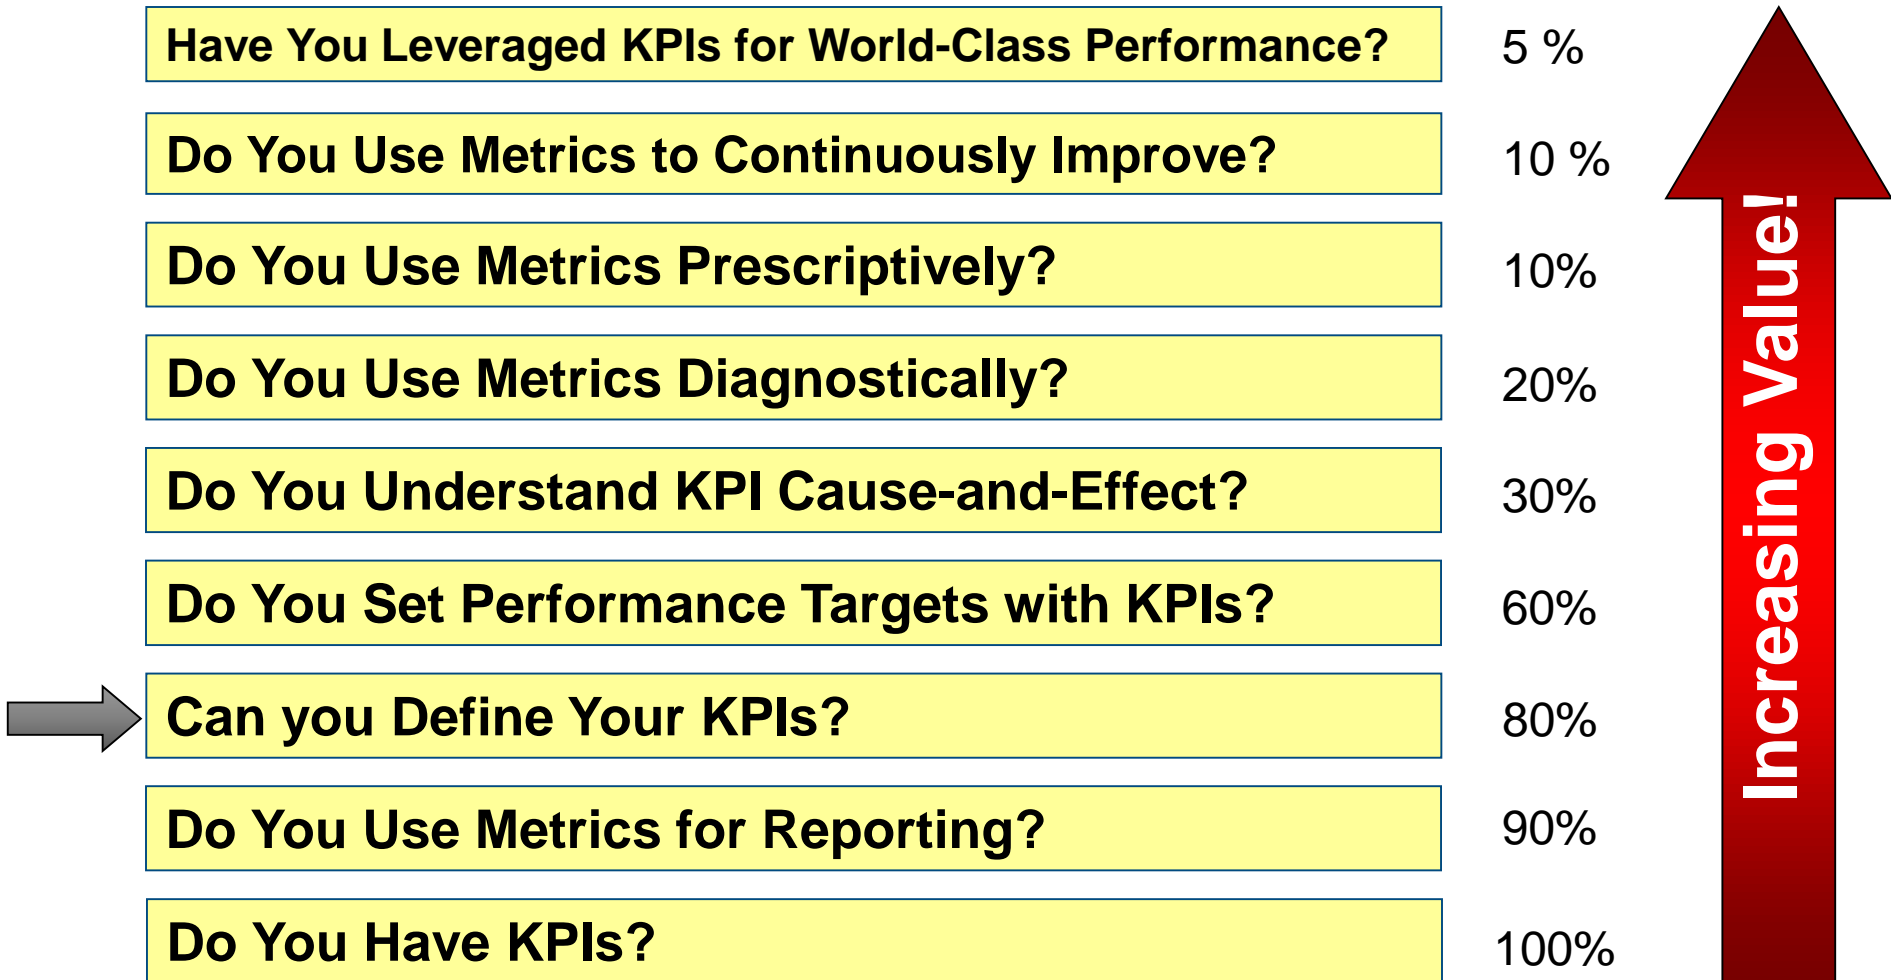 Have You Leveraged KPIs for World-Class Performance? 5 %
Do You Use Metrics to Continuously Improve? 10 %
Do You Use Metrics Prescriptively? 10%
Do You Use Metrics Diagnostically? 20%
Do You Understand KPI Cause-and-Effect? 30%
Do You Set Performance Targets with KPIs? 60%
Can you Define Your KPIs? 80%
Do You Use Metrics for Reporting? 90%
Do You Have KPIs? 100%
Increasing Value!